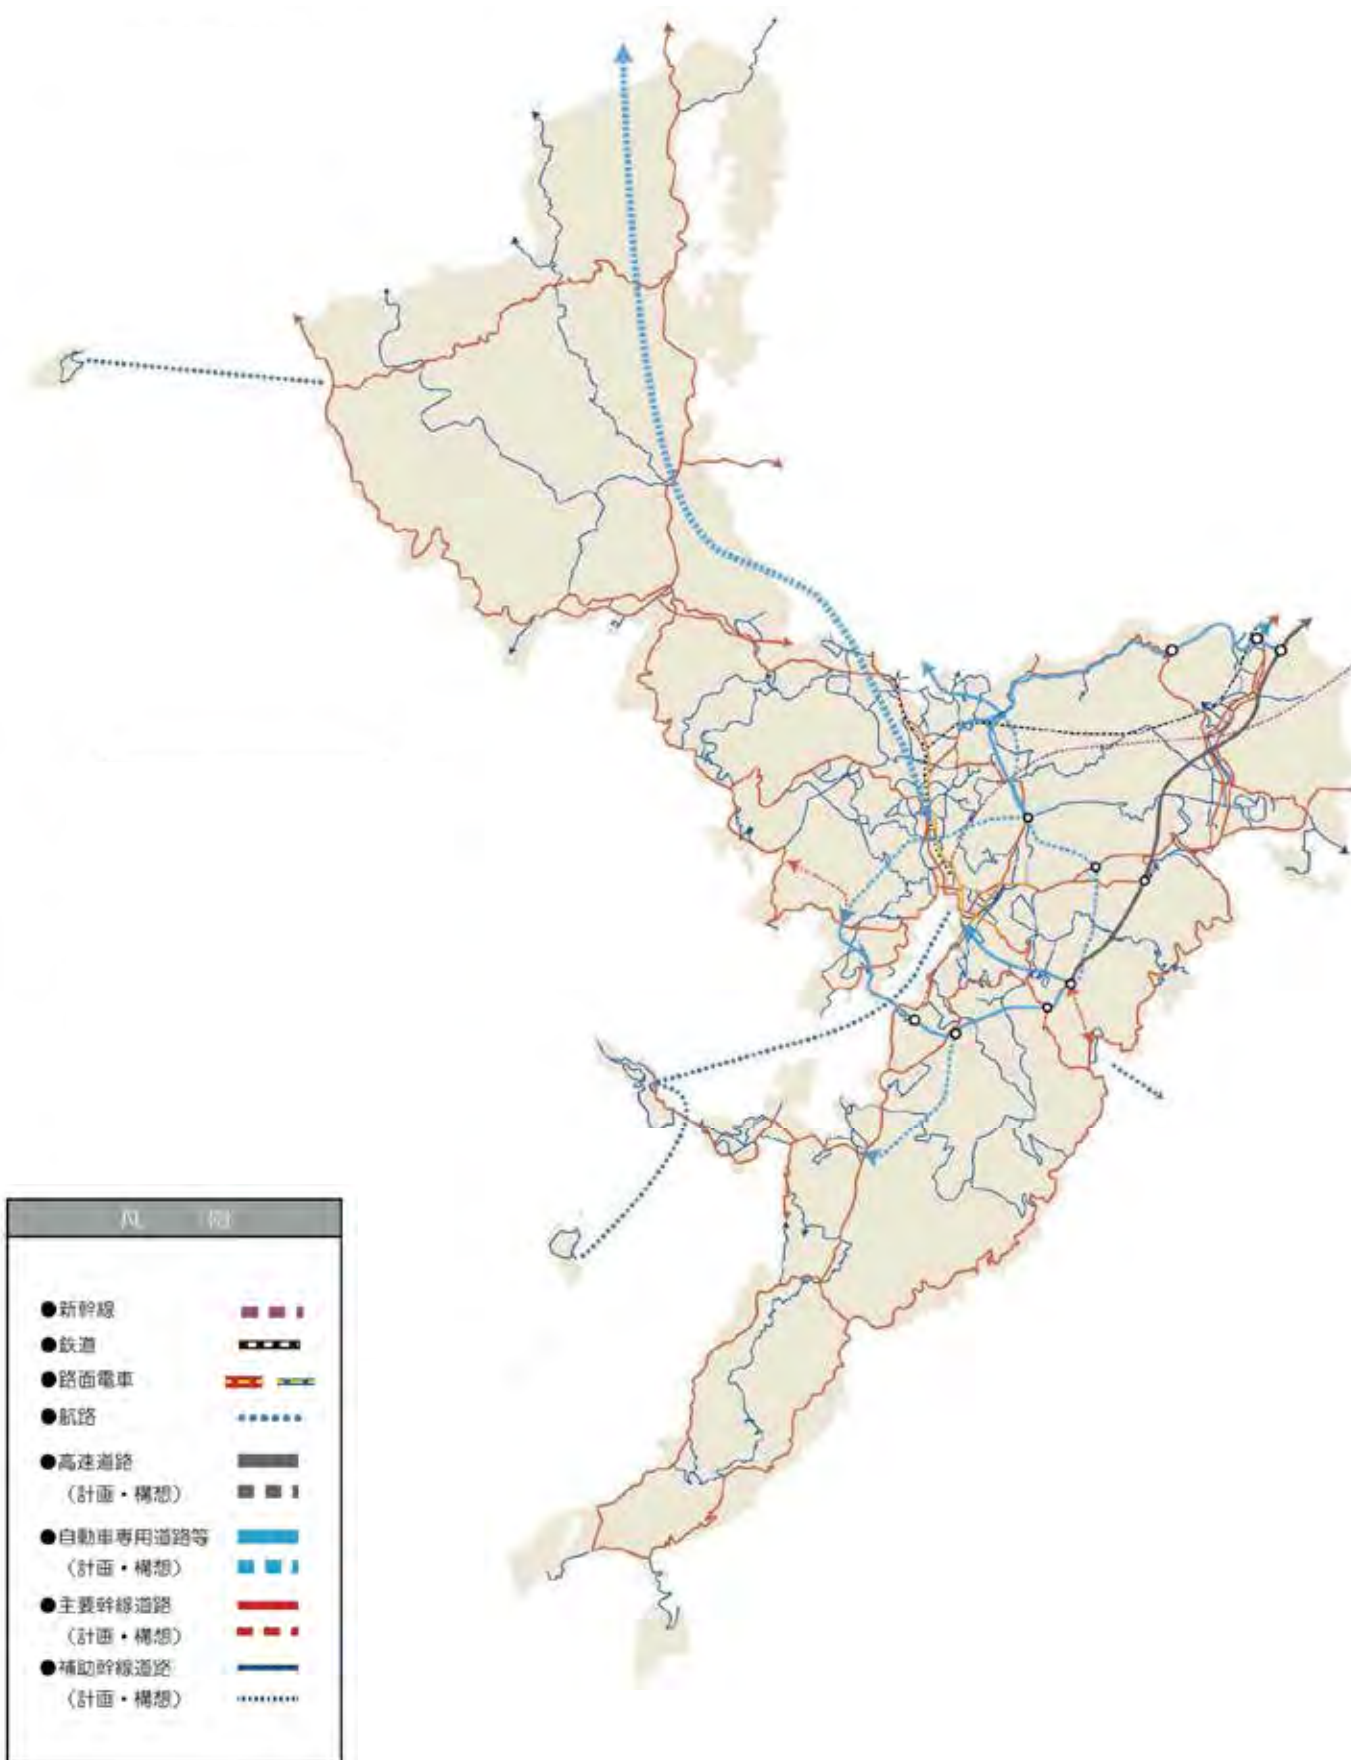 凡 例
●新幹線
●鉄道
●路面電車
●航路
●高速道路
(計画・構想)
●自動車専用道路等
(計画・構想)
●主要幹線道路
(計画・構想)
●補助幹線道路
(計画・構想)